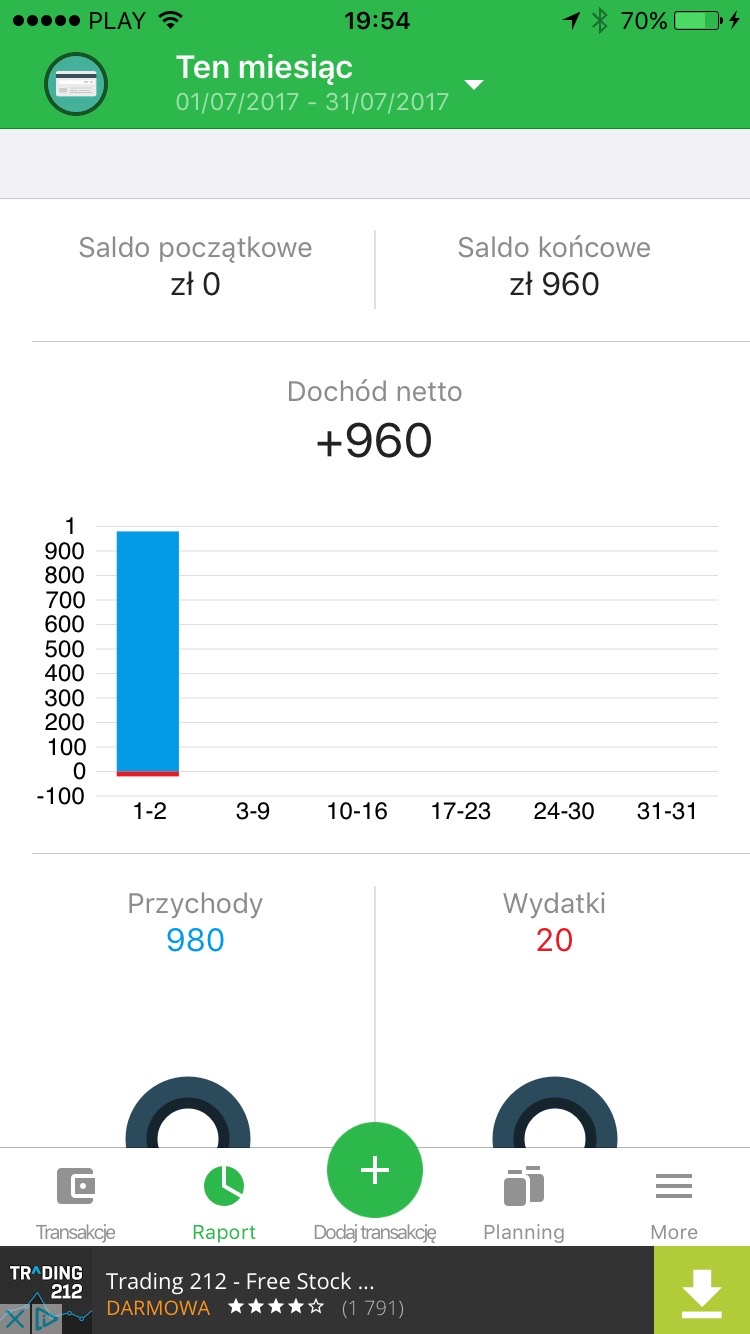 PLAY 19:54 70%
Ten miesiąc
01/07/2017 - 31/07/2017
Saldo początkowe
zł 0
Saldo końcowe
zł 960
Dochód netto
+960
1
900
800
700
600
500
400
300
200
100
0
-100
1-2 3-9 10-16 17-23 24-30 31-31
Przychody
980
Wydatki
20
Transakcje Raport Dodaj transakcję Planning More
TRADING
212
Trading 212 - Free Stock ...
DARMOWA (1 791)